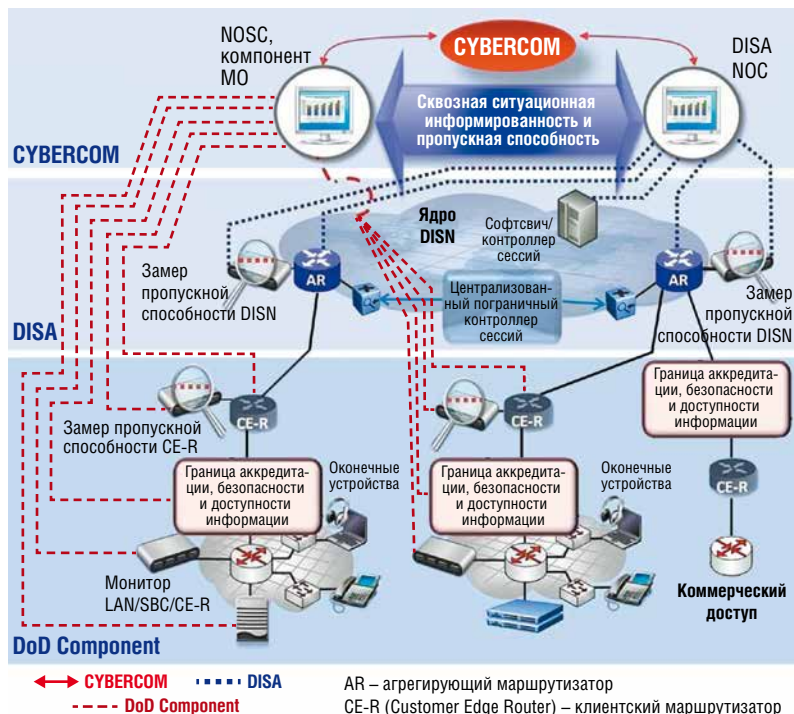 NOSC,
компонент
МО
CYBERCOM
DISA
NOC
Сквозная ситуационная
информированность и
пропускная способность
CYBERCOM
Ядро
DISN
Софтсвич/
контроллер
сессий
AR
AR
Замер
пропускной
способности DISN
Централизован-
ный пограничный
контроллер
сессий
Замер
пропускной
способности DISN
DISA
CE-R
Замер пропускной
способности CE-R
CE-R
Граница аккредита-
ции, безопасности
и доступности
информации
CE-R
Граница аккредита-
ции, безопасности
и доступности
информации
Оконечные
устройства
Граница аккредита-
ции, безопасности
и доступности
информации
Оконечные
устройства
Монитор
LAN/SBC/CE-R
Коммерческий
доступ
DoD Component
CYBERCOM
DISA
DoD Component
AR – агрегирующий маршрутизатор
CE-R (Customer Edge Router) – клиентский маршрутизатор